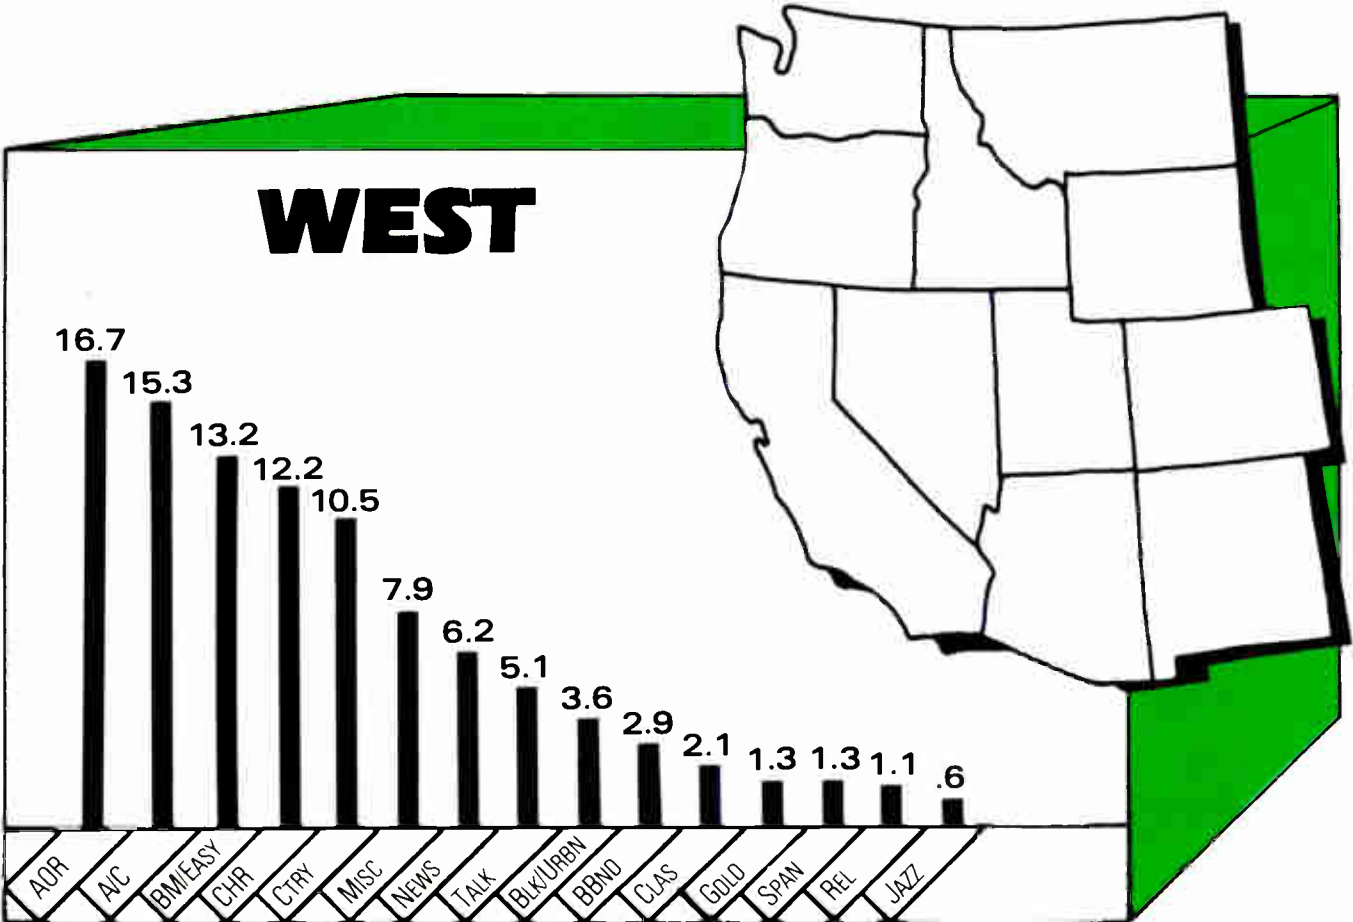 WEST
16.7
15.3
13.2
12.2
10.5
7.9
6.2
5.1
3.6
2.9
2.1
1.3
1.3
1.1
.6
AOR
A/C
BM/EASY
CHR
CTRY
MISC
NEWS
TALK
BLK/URBN
BBND
CLAS
GOLD
SPAN
REL
JAZZ